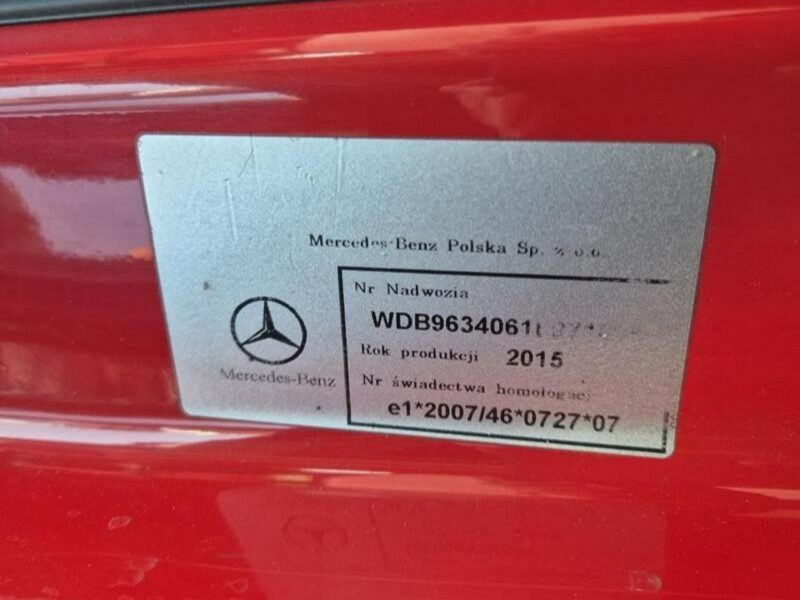 Mercedes-Benz Polska Sp. z o.o.
Nr Nadwozia
Rok produkcji 2015
Mercedes-Benz
Nr świadectwa homologacji
e1*2007/46*0727*07